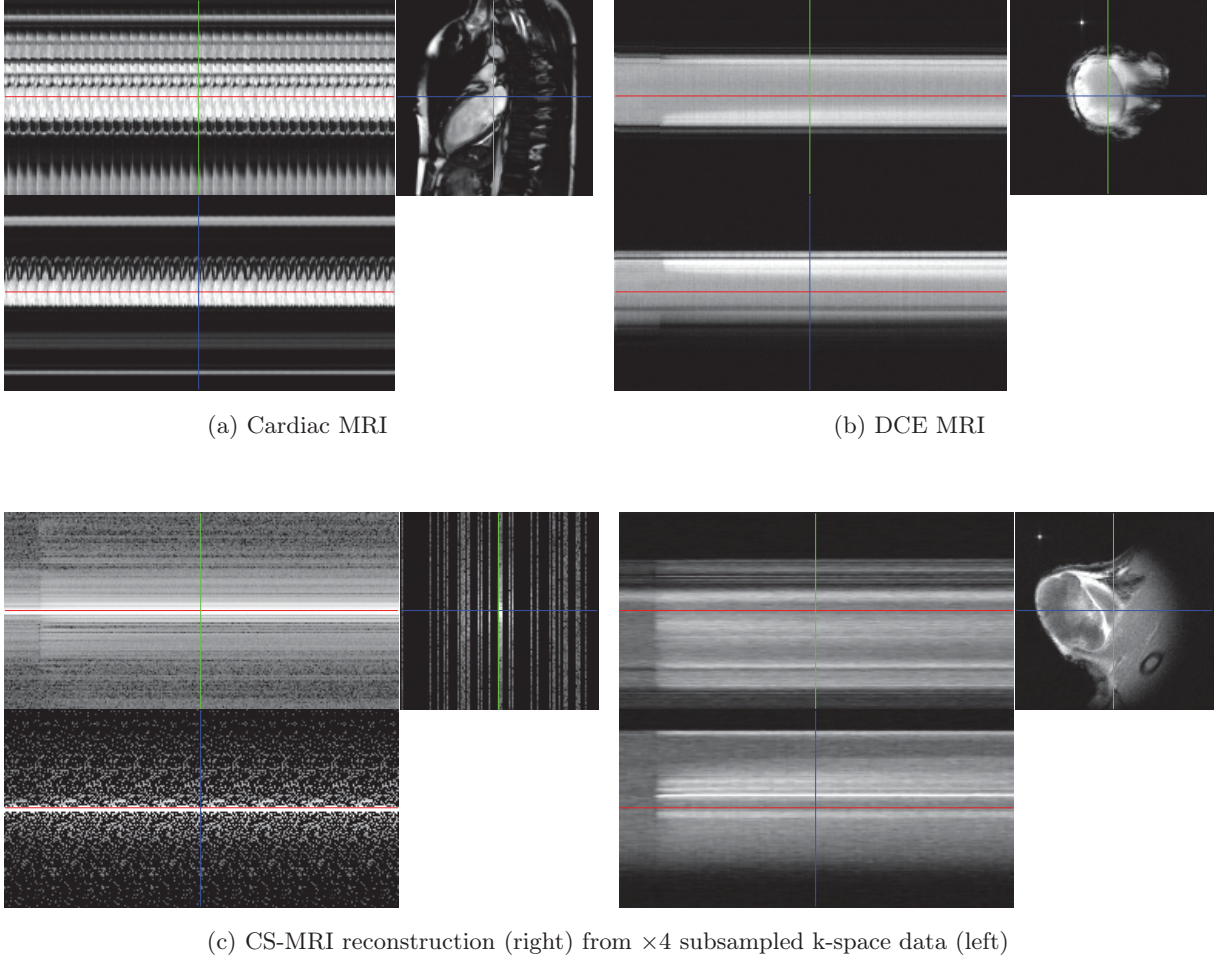 (a) Cardiac MRI
(b) DCE MRI
(c) CS-MRI reconstruction (right) from ×4 subsampled k-space data (left)